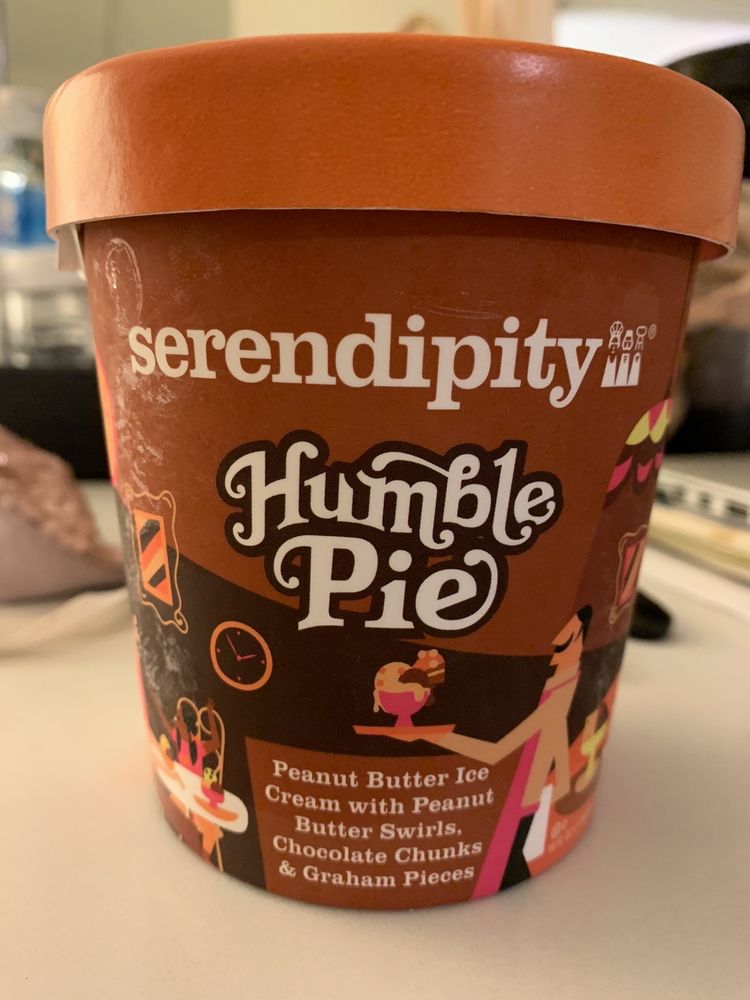 serendipity ®
Humble
Pie
Peanut Butter Ice
Cream with Peanut
Butter Swirls,
Chocolate Chunks
& Graham Pieces